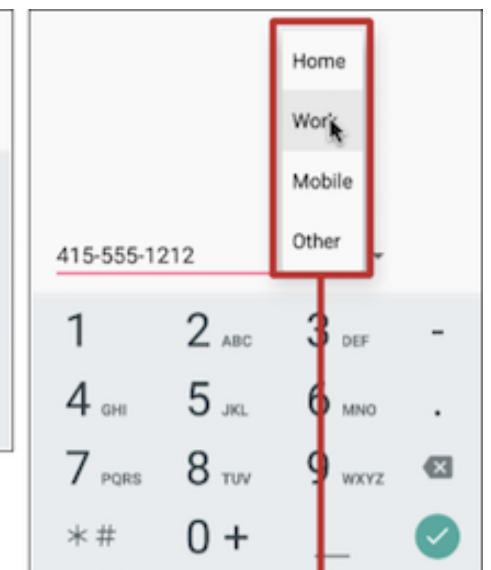 Home
Work
Mobile
Other
415-555-1212
1 2 ABC 3 DEF -
4 GHI 5 JKL 6 MNO .
7 PQRS 8 TUV 9 WXYZ
*# 0 + _